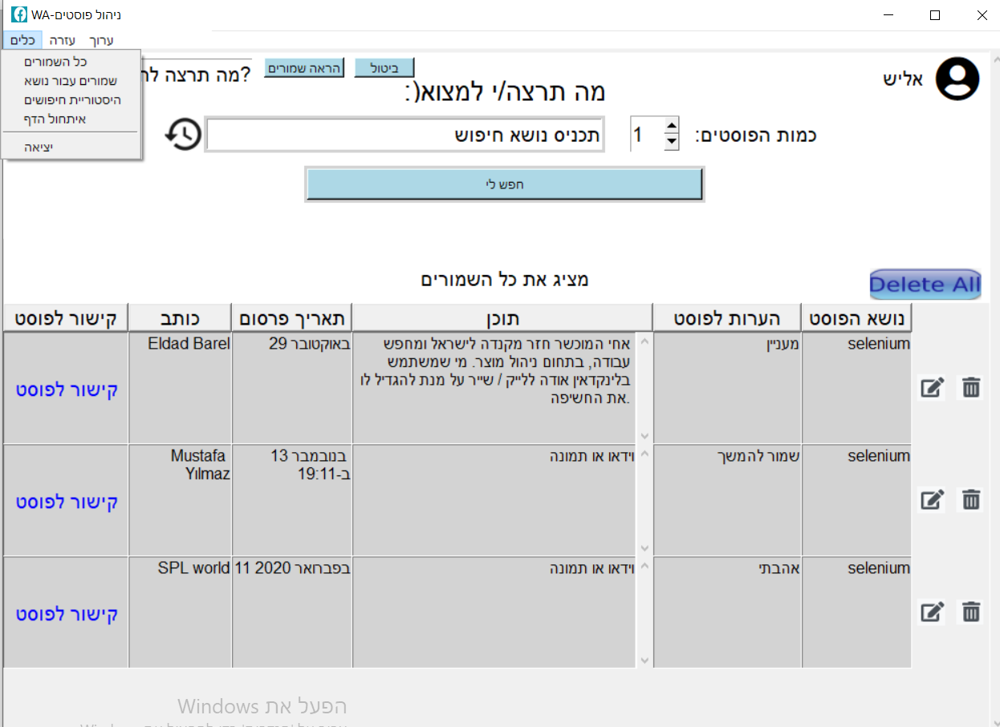 ניהול פוסטים-WA
כלים עזרה ערוך
כל השמורים
שמורים עבור נושא
היסטוריית חיפושים
איתחול הדף
יציאה
?מה תרצה
הראה שמורים
ביטול
אליש
מה תרצה/י למצוא(:
כמות הפוסטים:
1
תכניס נושא חיפוש
חפש לי
מציג את כל השמורים
Delete All
נושא הפוסט הערות לפוסט תוכן תאריך פרסום כותב קישור לפוסט
selenium
מעניין
אחי המוכשר חזר מקנדה לישראל ומחפש
עבודה, בתחום ניהול מוצר. מי שמשתמש
בלינקדאין אודה ללייק / שייר על מנת להגדיל לו
.את החשיפה
באוקטובר 29
Eldad Barel
קישור לפוסט
selenium
שמור להמשך
וידאו או תמונה
בנובמבר 13
ב-19:11
Mustafa
Yılmaz
קישור לפוסט
selenium
אהבתי
וידאו או תמונה
בפברואר 2020 11
SPL world
קישור לפוסט
הפעל את Windows